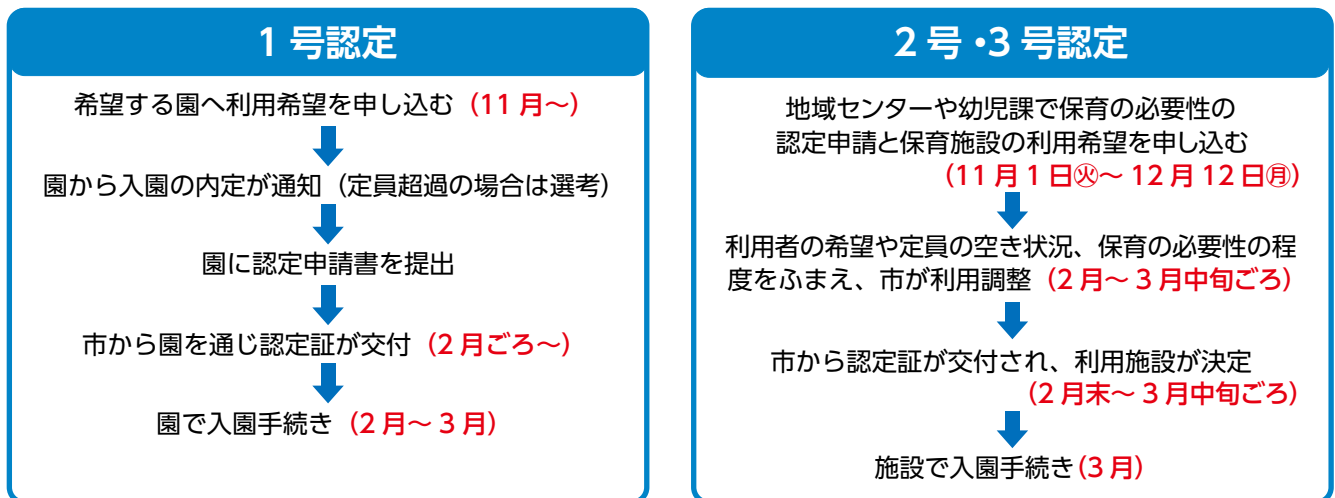 1号認定
希望する園へ利用希望を申し込む（11月～）
園から入園の内定が通知（定員超過の場合は選考）
園に認定申請書を提出
市から園を通じ認定証が交付（2月ごろ～）
園で入園手続き（2月～3月）
2号・3号認定
地域センターや幼児課で保育の必要性の
認定申請と保育施設の利用希望を申し込む
（11月1日㊋～12月12日㊊）
利用者の希望や定員の空き状況、保育の必要性の程
度をふまえ、市が利用調整（2月～3月中旬ごろ）
市から認定証が交付され、利用施設が決定
（2月末～3月中旬ごろ）
施設で入園手続き（3月）